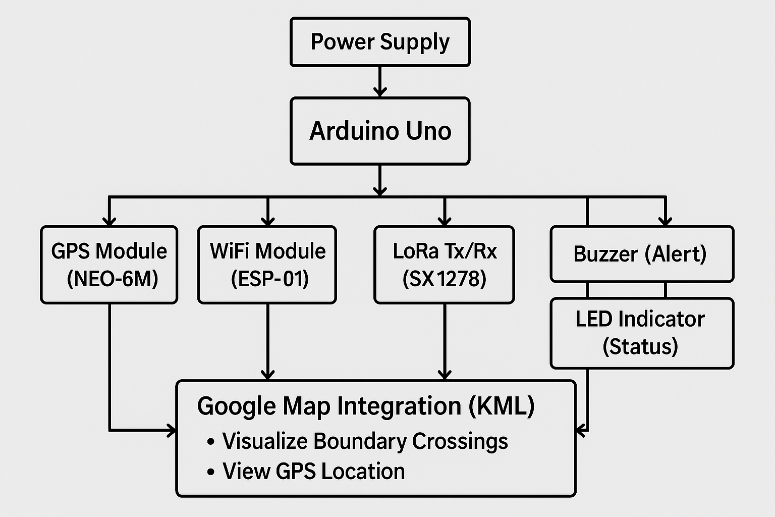 Power Supply
Arduino Uno
GPS Module
(NEO-6M)
WiFi Module
(ESP-01)
LoRa Tx/Rx
(SX1278)
Buzzer (Alert)
LED Indicator
(Status)
Google Map Integration (KML)
• Visualize Boundary Crossings
• View GPS Location